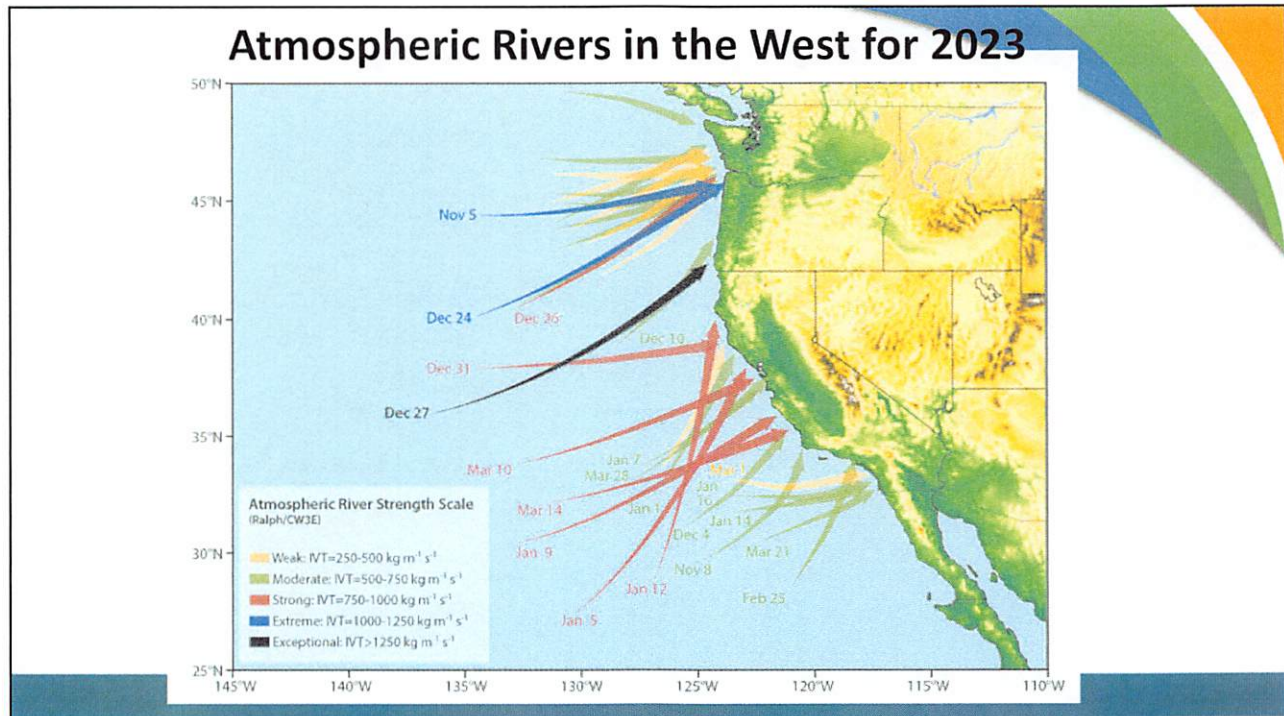 Atmospheric Rivers in the West for 2023
50°N
45°N
40°N
35°N
30°N
25°N
Nov 5
Dec 24
Dec 26
Dec 10
Dec 31
Dec 27
Mar 10
Jan 7
Mar 28
Mar 14
Jan 9
Jan 16
Jan 14
Dec 4
Mar 21
Nov 8
Jan 12
Feb 25
Jan 5
Atmospheric River Strength Scale
(Ralph/CW3E)
Weak: IVT=250-500 kg m⁻¹ s⁻¹
Moderate: IVT=500-750 kg m⁻¹ s⁻¹
Strong: IVT=750-1000 kg m⁻¹ s⁻¹
Extreme: IVT=1000-1250 kg m⁻¹ s⁻¹
Exceptional: IVT>1250 kg m⁻¹ s⁻¹
145°W 140°W 135°W 130°W 125°W 120°W 115°W 110°W